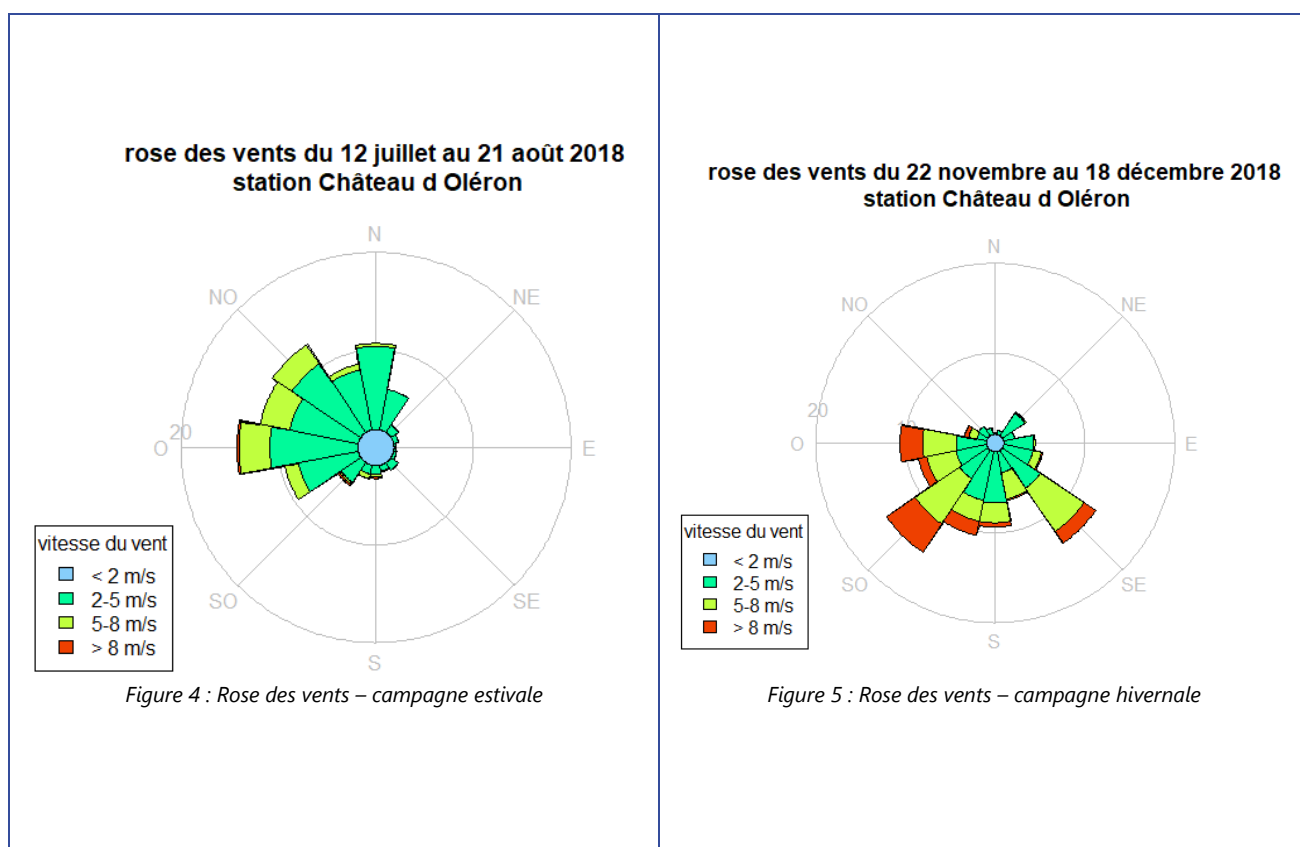 rose des vents du 12 juillet au 21 août 2018
station Château d Oléron
N
NO
NE
20
O
E
SO
SE
S
vitesse du vent
< 2 m/s
2-5 m/s
5-8 m/s
> 8 m/s
Figure 4 : Rose des vents – campagne estivale
rose des vents du 22 novembre au 18 décembre 2018
station Château d Oléron
N
NO
NE
20
O
E
SO
SE
S
vitesse du vent
< 2 m/s
2-5 m/s
5-8 m/s
> 8 m/s
Figure 5 : Rose des vents – campagne hivernale